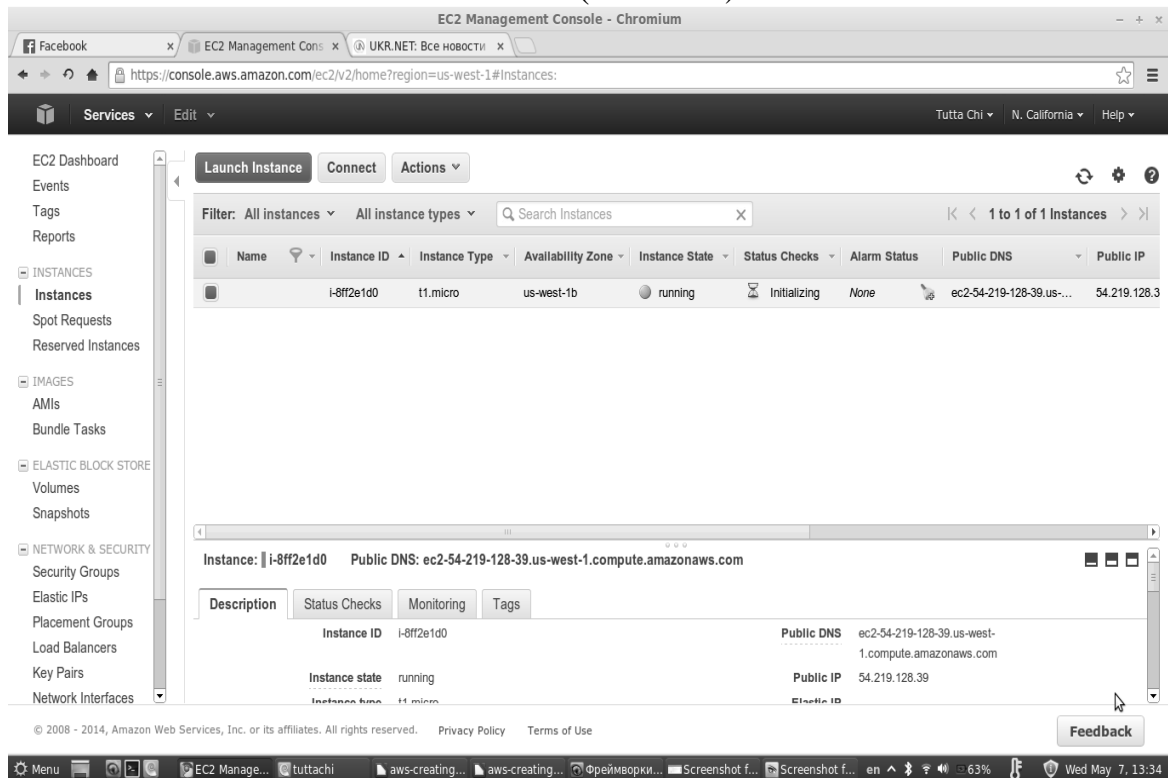 EC2 Management Console - Chromium
Facebook x EC2 Management Cons x UKR.NET: Все новости x
https://console.aws.amazon.com/ec2/v2/home?region=us-west-1#Instances:
Services Edit Tutta Chi N. California Help
EC2 Dashboard
Events
Tags
Reports
INSTANCES
Instances
Spot Requests
Reserved Instances
IMAGES
AMIs
Bundle Tasks
ELASTIC BLOCK STORE
Volumes
Snapshots
NETWORK & SECURITY
Security Groups
Elastic IPs
Placement Groups
Load Balancers
Key Pairs
Network Interfaces
Launch Instance Connect Actions
Filter: All instances All instance types Search Instances X 1 to 1 of 1 Instances
Name Instance ID Instance Type Availability Zone Instance State Status Checks Alarm Status Public DNS Public IP
i-8ff2e1d0 t1.micro us-west-1b running Initializing None ec2-54-219-128-39.us-... 54.219.128.3
Instance: i-8ff2e1d0 Public DNS: ec2-54-219-128-39.us-west-1.compute.amazonaws.com
Description Status Checks Monitoring Tags
Instance ID i-8ff2e1d0 Public DNS ec2-54-219-128-39.us-west-
1.compute.amazonaws.com
Instance state running Public IP 54.219.128.39
Instance type t1.micro Elastic IP
© 2008 - 2014, Amazon Web Services, Inc. or its affiliates. All rights reserved. Privacy Policy Terms of Use Feedback
Menu EC2 Manage... tuttachi aws-creating... aws-creating... Фреймворки... Screenshot f... Screenshot f... en 63% Wed May 7, 13:34